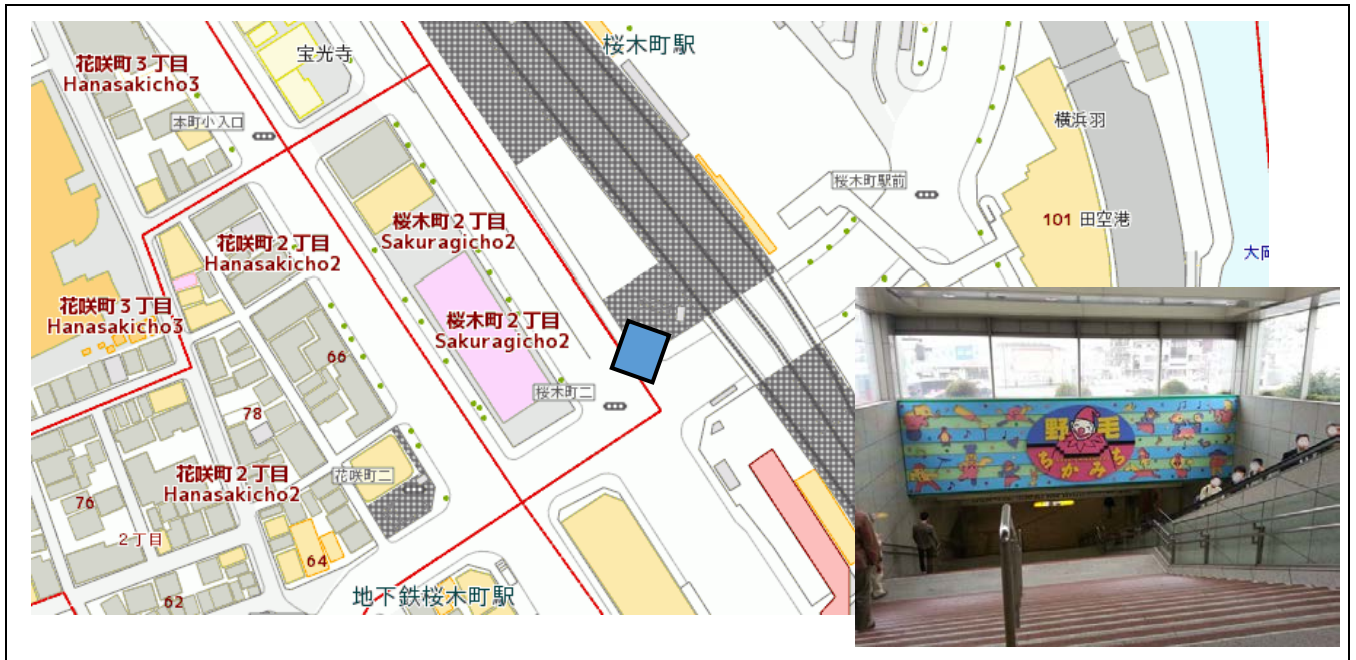 桜木町駅
宝光寺
花咲町3丁目
Hanasakicho3
本町小入口
横浜羽
桜木町駅前
桜木町2丁目
Sakuragicho2
101 田空港
花咲町2丁目
Hanasakicho2
大岡
花咲町3丁目
Hanasakicho3
桜木町2丁目
Sakuragicho2
66
桜木町二
78
花咲町2丁目
Hanasakicho2
花咲町二
76
2丁目
64
地下鉄桜木町駅
62
野毛
ちかみち